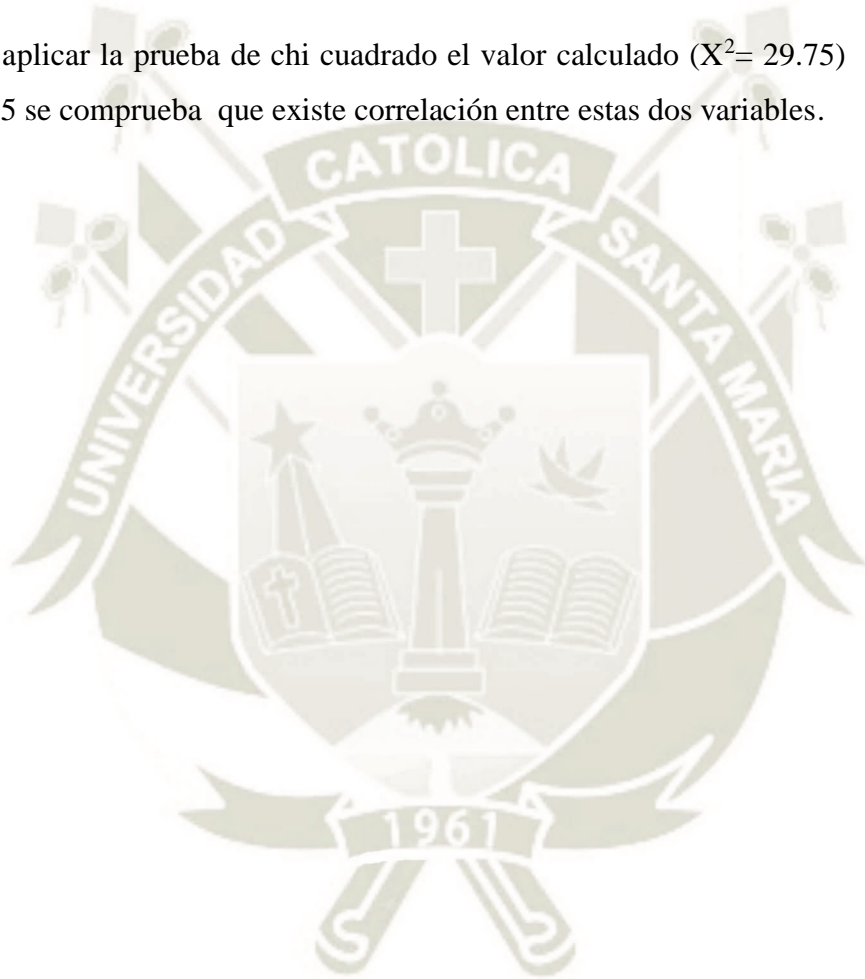 aplicar la prueba de chi cuadrado el valor calculado (X²= 29.75)
5 se comprueba  que existe correlación entre estas dos variables.
UNIVERSIDAD CATOLICA SANTA MARIA
1961